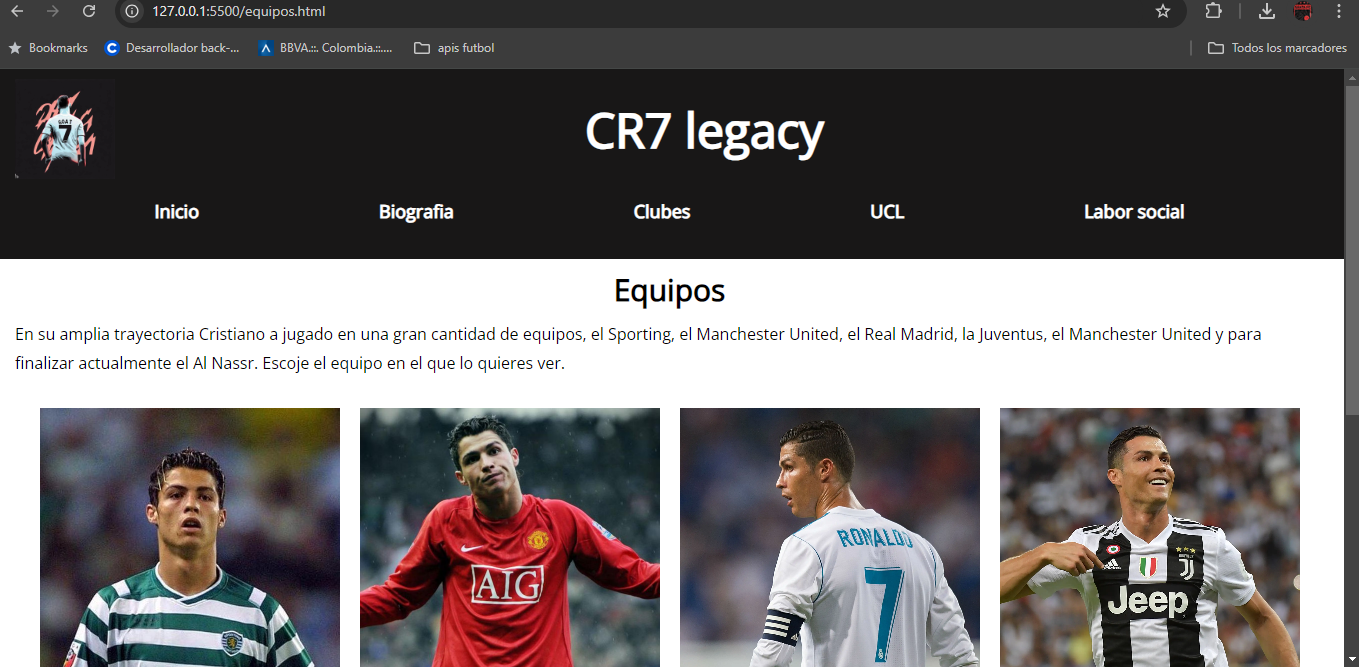 127.0.0.1:5500/equipos.html
Bookmarks Desarrollador back-... BBVA.::. Colombia.::.... apis futbol Todos los marcadores
GOAT
7
CR7 legacy
Inicio Biografia Clubes UCL Labor social
Equipos
En su amplia trayectoria Cristiano a jugado en una gran cantidad de equipos, el Sporting, el Manchester United, el Real Madrid, la Juventus, el Manchester United y para
finalizar actualmente el Al Nassr. Escoje el equipo en el que lo quieres ver.
AIG
RONALDO
7
Jeep